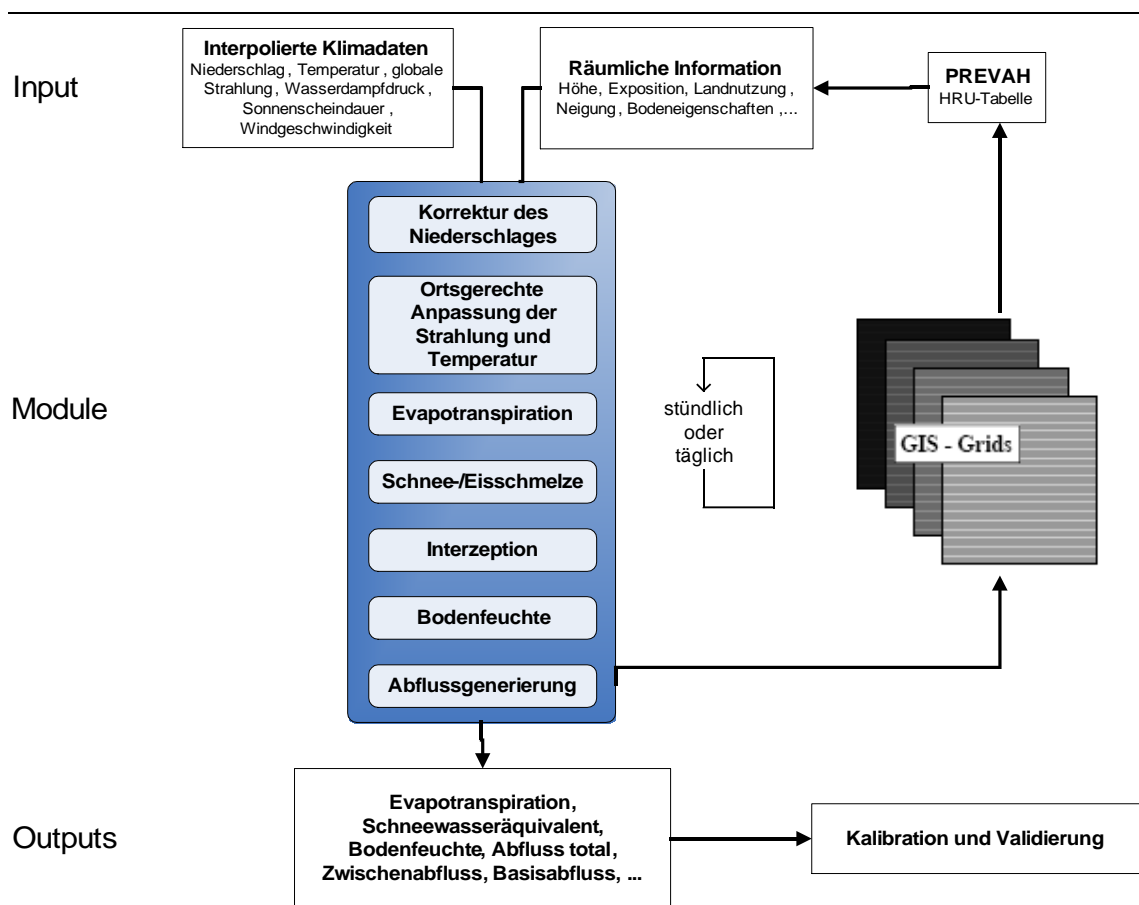 Input
Interpolierte Klimadaten
Niederschlag , Temperatur , globale
Strahlung , Wasserdampfdruck ,
Sonnenscheindauer ,
Windgeschwindigkeit
Räumliche Information
Höhe, Exposition, Landnutzung ,
Neigung , Bodeneigenschaften ,...
PREVAH
HRU-Tabelle
Module
Korrektur des
Niederschlages
Ortsgerechte
Anpassung der
Strahlung und
Temperatur
Evapotranspiration
Schnee-/Eisschmelze
Interzeption
Bodenfeuchte
Abflussgenerierung
stündlich
oder
täglich
GIS - Grids
Outputs
Evapotranspiration,
Schneewasseräquivalent,
Bodenfeuchte, Abfluss total,
Zwischenabfluss, Basisabfluss, ...
Kalibration und Validierung